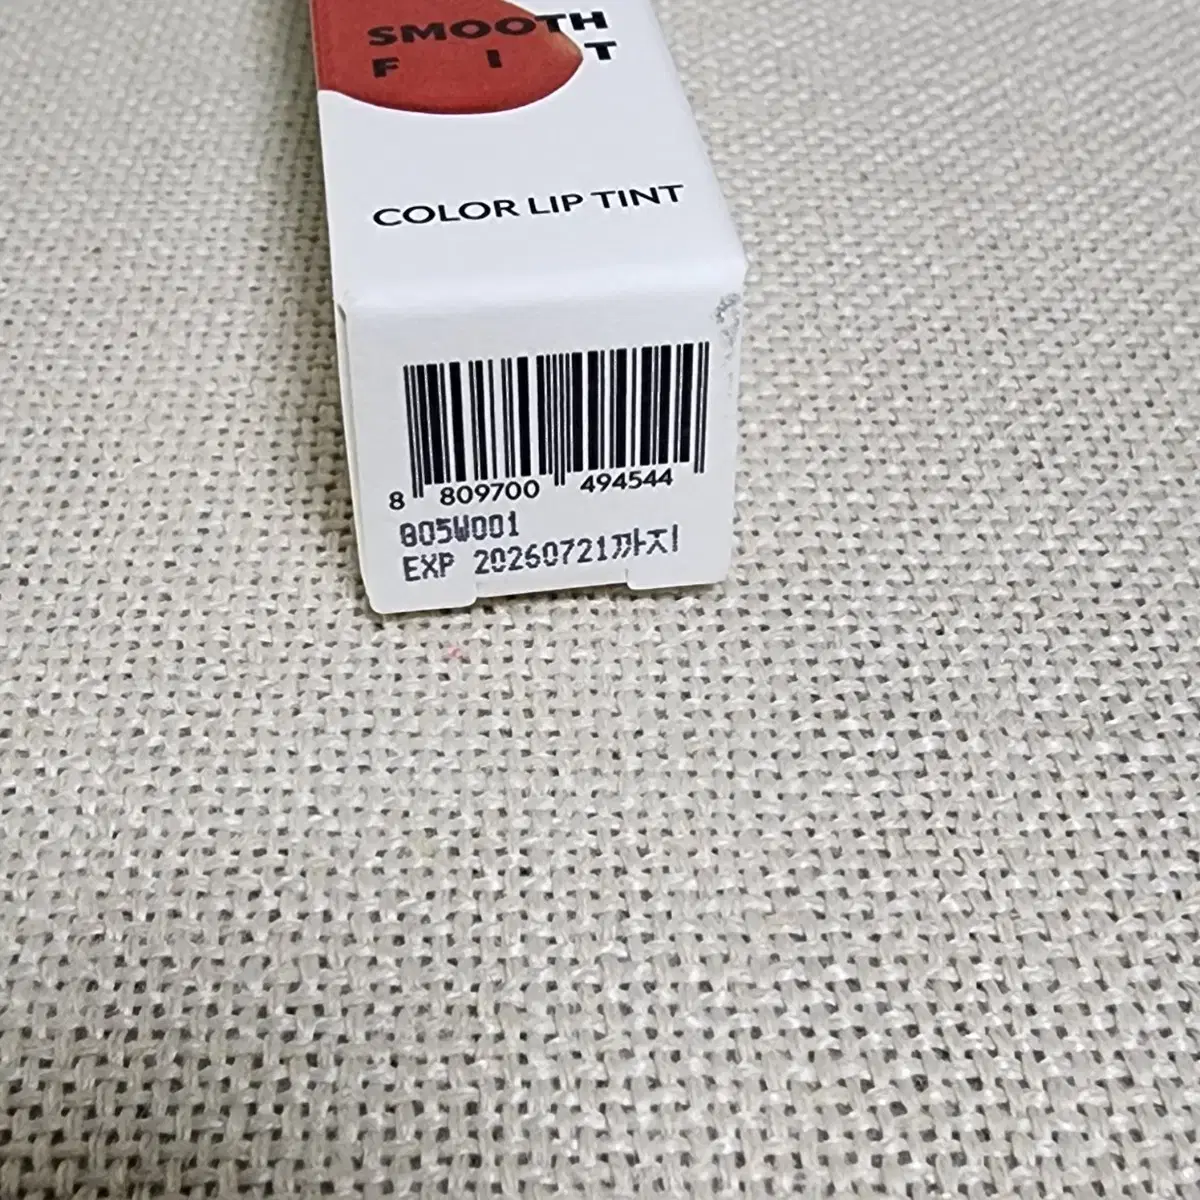 SMOOTH
F I T
COLOR LIP TINT
8 809700 494544
805W001
EXP 20260721까지